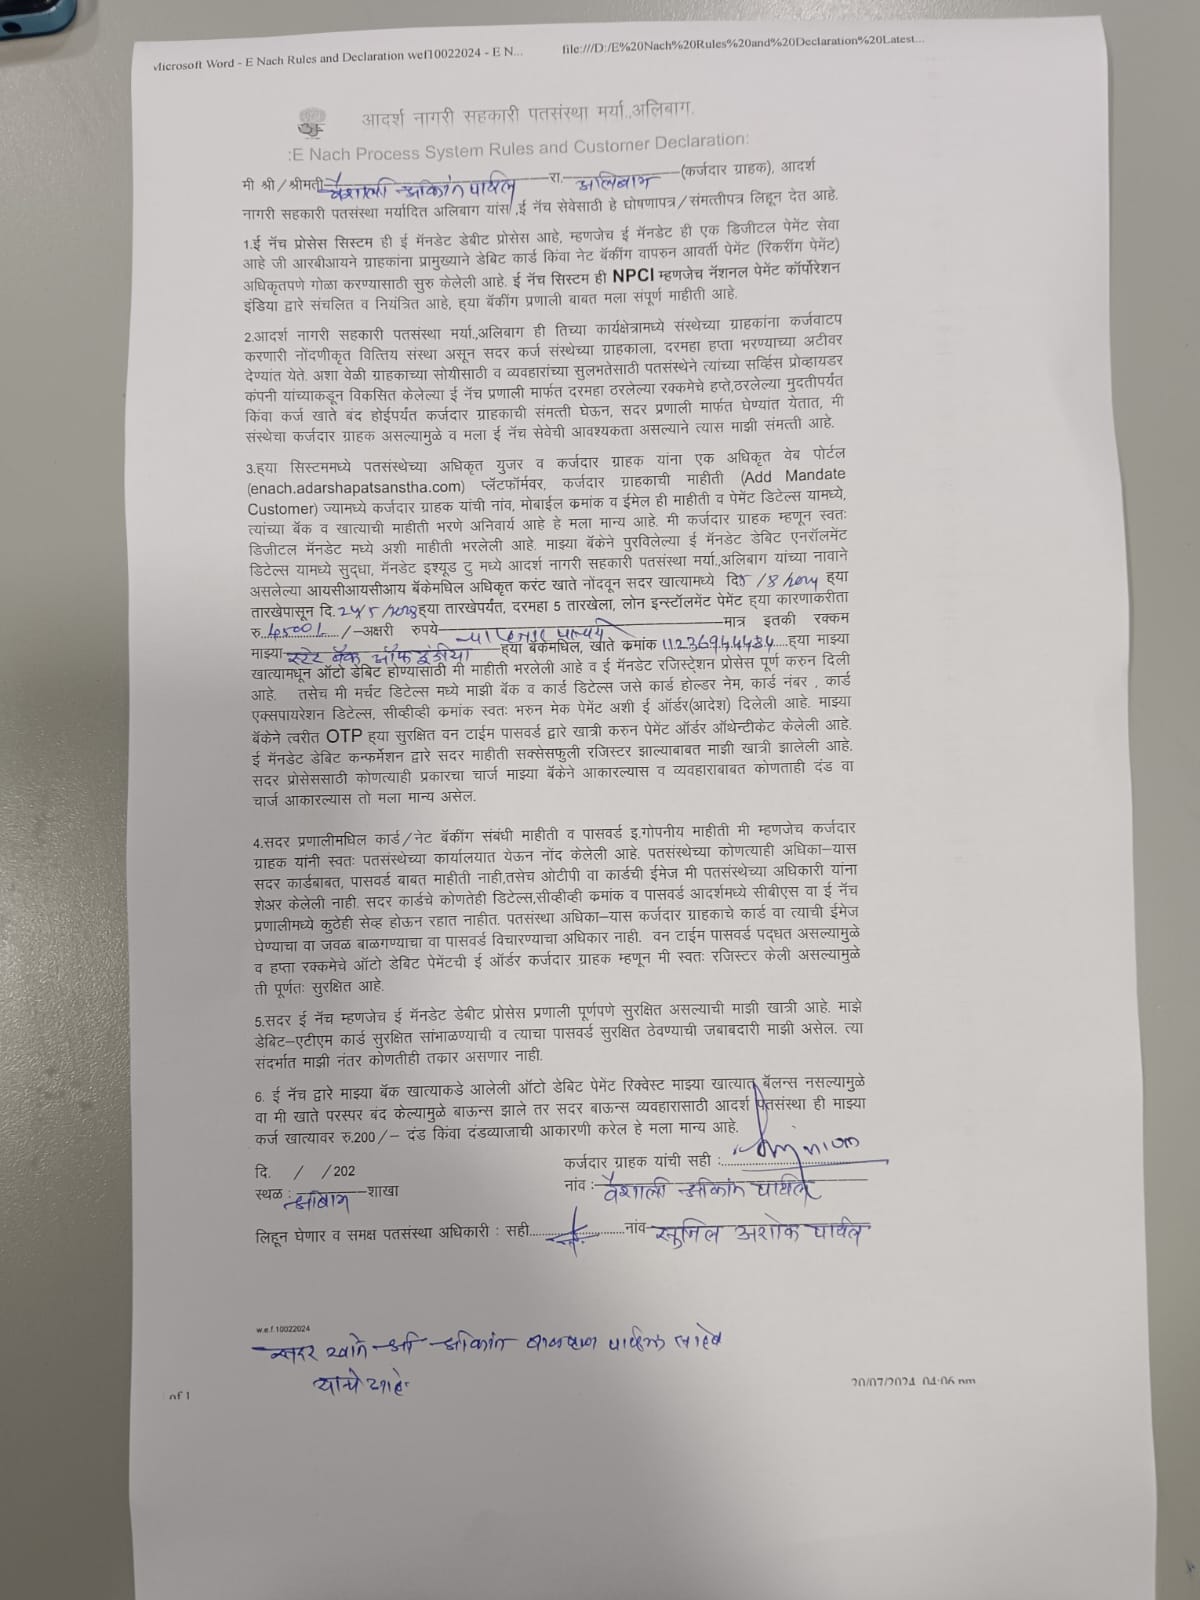 Microsoft Word - E Nach Rules and Declaration wef10022024 - E N... file:///D:/E%20Nach%20Rules%20and%20Declaration%20Latest...
आदर्श नागरी सहकारी पतसंस्था मर्या.,अलिबाग.
:E Nach Process System Rules and Customer Declaration:
मी श्री/श्रीमती वैशाली श्रीकांत पाटील रा. अलिबाग (कर्जदार ग्राहक), आदर्श
नागरी सहकारी पतसंस्था मर्यादित अलिबाग यांस ,ई नॅच सेवेसाठी हे घोषणापत्र/संमत्तीपत्र लिहून देत आहे.
1.ई नॅच प्रोसेस सिस्टम ही ई मॅनडेट डेबीट प्रोसेस आहे, म्हणजेच ई मॅनडेट ही एक डिजीटल पेमेंट सेवा
आहे जी आरबीआयने ग्राहकांना प्रामुख्याने डेबिट कार्ड किंवा नेट बॅकींग वापरुन आवर्ती पेमेंट (रिकरींग पेमेंट)
अधिकृतपणे गोळा करण्यासाठी सुरु केलेली आहे. ई नॅच सिस्टम ही NPCI म्हणजेच नॅशनल पेमेंट कॉर्पोरेशन
इंडिया द्वारे संचलित व नियंत्रित आहे, हया बॅकींग प्रणाली बाबत मला संपूर्ण माहीती आहे.
2.आदर्श नागरी सहकारी पतसंस्था मर्या.,अलिबाग ही तिच्या कार्यक्षेत्रामध्ये संस्थेच्या ग्राहकांना कर्जवाटप
करणारी नोंदणीकृत वित्तिय संस्था असून सदर कर्ज संस्थेच्या ग्राहकाला, दरमहा हप्ता भरण्याच्या अटीवर
देण्यांत येते. अशा वेळी ग्राहकाच्या सोयीसाठी व व्यवहारांच्या सुलभतेसाठी पतसंस्थेने त्यांच्या सर्व्हिस प्रोव्हायडर
कंपनी यांच्याकडून विकसित केलेल्या ई नॅच प्रणाली मार्फत दरमहा ठरलेल्या रक्कमेचे हप्ते,ठरलेल्या मुदतीपर्यत
किंवा कर्ज खाते बंद होईपर्यत कर्जदार ग्राहकाची संमत्ती घेऊन, सदर प्रणाली मार्फत घेण्यांत येतात, मी
संस्थेचा कर्जदार ग्राहक असल्यामुळे व मला ई नॅच सेवेची आवश्यकता असल्याने त्यास माझी संमत्ती आहे.
3.हया सिस्टममध्ये पतसंस्थेच्या अधिकृत युजर व कर्जदार ग्राहक यांना एक अधिकृत वेब पोर्टल
(enach.adarshapatsanstha.com) प्लॅटफॉर्मवर, कर्जदार ग्राहकाची माहीती (Add Mandate
Customer) ज्यामध्ये कर्जदार ग्राहक यांची नांव, मोबाईल क्रमांक व ईमेल ही माहीती व पेमेंट डिटेल्स यामध्ये,
त्यांच्या बॅक व खात्याची माहीती भरणे अनिवार्य आहे हे मला मान्य आहे. मी कर्जदार ग्राहक म्हणून स्वतः
डिजीटल मॅनडेट मध्ये अशी माहीती भरलेली आहे. माझ्या बॅकेने पुरविलेल्या ई मॅनडेट डेबिट एनरॉलमेंट
डिटेल्स यामध्ये सुद्धा, मॅनडेट इश्यूड टु मध्ये आदर्श नागरी सहकारी पतसंस्था मर्या.,अलिबाग यांच्या नावाने
असलेल्या आयसीआयसीआय बॅकेमधिल अधिकृत करंट खाते नोंदवून सदर खात्यामध्ये दि 5/8/2024 हया
तारखेपासून दि. 25/5/2028 हया तारखेपर्यंत, दरमहा 5 तारखेला, लोन इन्स्टॉलमेंट पेमेंट हया कारणाकरीता
रु. 4500/ /-अक्षरी रुपये मात्र इतकी रक्कम
माझ्या स्टेट बँक ऑफ इंडिया हया बॅकेमधिल, खाते क्रमांक 11236944484 हया माझ्या
खात्यामधून ऑटो डेबिट होण्यासाठी मी माहीती भरलेली आहे व ई मॅनडेट रजिस्ट्रेशन प्रोसेस पूर्ण करुन दिली
आहे. तसेच मी मर्चंट डिटेल्स मध्ये माझी बॅक व कार्ड डिटेल्स जसे कार्ड होल्डर नेम, कार्ड नंबर , कार्ड
एक्सपायरेशन डिटेल्स, सीव्हीव्ही क्रमांक स्वतः भरुन मेक पेमेंट अशी ई ऑर्डर(आदेश) दिलेली आहे. माझ्या
बॅकेने त्वरीत OTP हया सुरक्षित वन टाईम पासवर्ड द्वारे खात्री करुन पेमेंट ऑर्डर ऑथेन्टीकेट केलेली आहे.
ई मॅनडेट डेबिट कन्फर्मेशन द्वारे सदर माहीती सक्सेसफुली रजिस्टर झाल्याबाबत माझी खात्री झालेली आहे.
सदर प्रोसेससाठी कोणत्याही प्रकारचा चार्ज माझ्या बॅकेने आकारल्यास व व्यवहाराबाबत कोणताही दंड वा
चार्ज आकारल्यास तो मला मान्य असेल.
4.सदर प्रणालीमधिल कार्ड/नेट बॅकींग संबंधी माहीती व पासवर्ड इ.गोपनीय माहीती मी म्हणजेच कर्जदार
ग्राहक यांनी स्वतः पतसंस्थेच्या कार्यालयात येऊन नोंद केलेली आहे. पतसंस्थेच्या कोणत्याही अधिका-यास
सदर कार्डबाबत, पासवर्ड बाबत माहीती नाही,तसेच ओटीपी वा कार्डची ईमेज मी पतसंस्थेच्या अधिकारी यांना
शेअर केलेली नाही. सदर कार्डचे कोणतेही डिटेल्स,सीव्हीव्ही क्रमांक व पासवर्ड आदर्शमध्ये सीबीएस वा ई नॅच
प्रणालीमध्ये कुठेही सेव्ह होऊन रहात नाहीत. पतसंस्था अधिका-यास कर्जदार ग्राहकाचे कार्ड वा त्याची ईमेज
घेण्याचा वा जवळ बाळगण्याचा वा पासवर्ड विचारण्याचा अधिकार नाही. वन टाईम पासवर्ड पद्धत असल्यामुळे
व हप्ता रक्कमेचे ऑटो डेबिट पेमेंटची ई ऑर्डर कर्जदार ग्राहक म्हणून मी स्वतः रजिस्टर केली असल्यामुळे
ती पूर्णतः सुरक्षित आहे.
5.सदर ई नॅच म्हणजेच ई मॅनडेट डेबीट प्रोसेस प्रणाली पूर्णपणे सुरक्षित असल्याची माझी खात्री आहे. माझे
डेबिट-एटीएम कार्ड सुरक्षित सांभाळण्याची व त्याचा पासवर्ड सुरक्षित ठेवण्याची जबाबदारी माझी असेल. त्या
संदर्भात माझी नंतर कोणतीही तकार असणार नाही.
6. ई नॅच द्वारे माझ्या बॅक खात्याकडे आलेली ऑटो डेबिट पेमेंट रिक्वेस्ट माझ्या खात्यात बॅलन्स नसल्यामुळे
वा मी खाते परस्पर बंद केल्यामुळे बाऊन्स झाले तर सदर बाऊन्स व्यवहारासाठी आदर्श पतसंस्था ही माझ्या
कर्ज खात्यावर रु.200/- दंड किंवा दंडव्याजाची आकारणी करेल हे मला मान्य आहे.
दि. / /202 कर्जदार ग्राहक यांची सही :
स्थळ : शाखा नांव :- वैशाली श्रीकांत पाटील
लिहून घेणार व समक्ष पतसंस्था अधिकारी : सही नांव सुनिल अशोक पाटील
w.e.f.10022024
सदर खाते श्री श्रीकांत पाटील साहेब
यांचे आहे.
of 1 20/07/2024, 04:06 pm